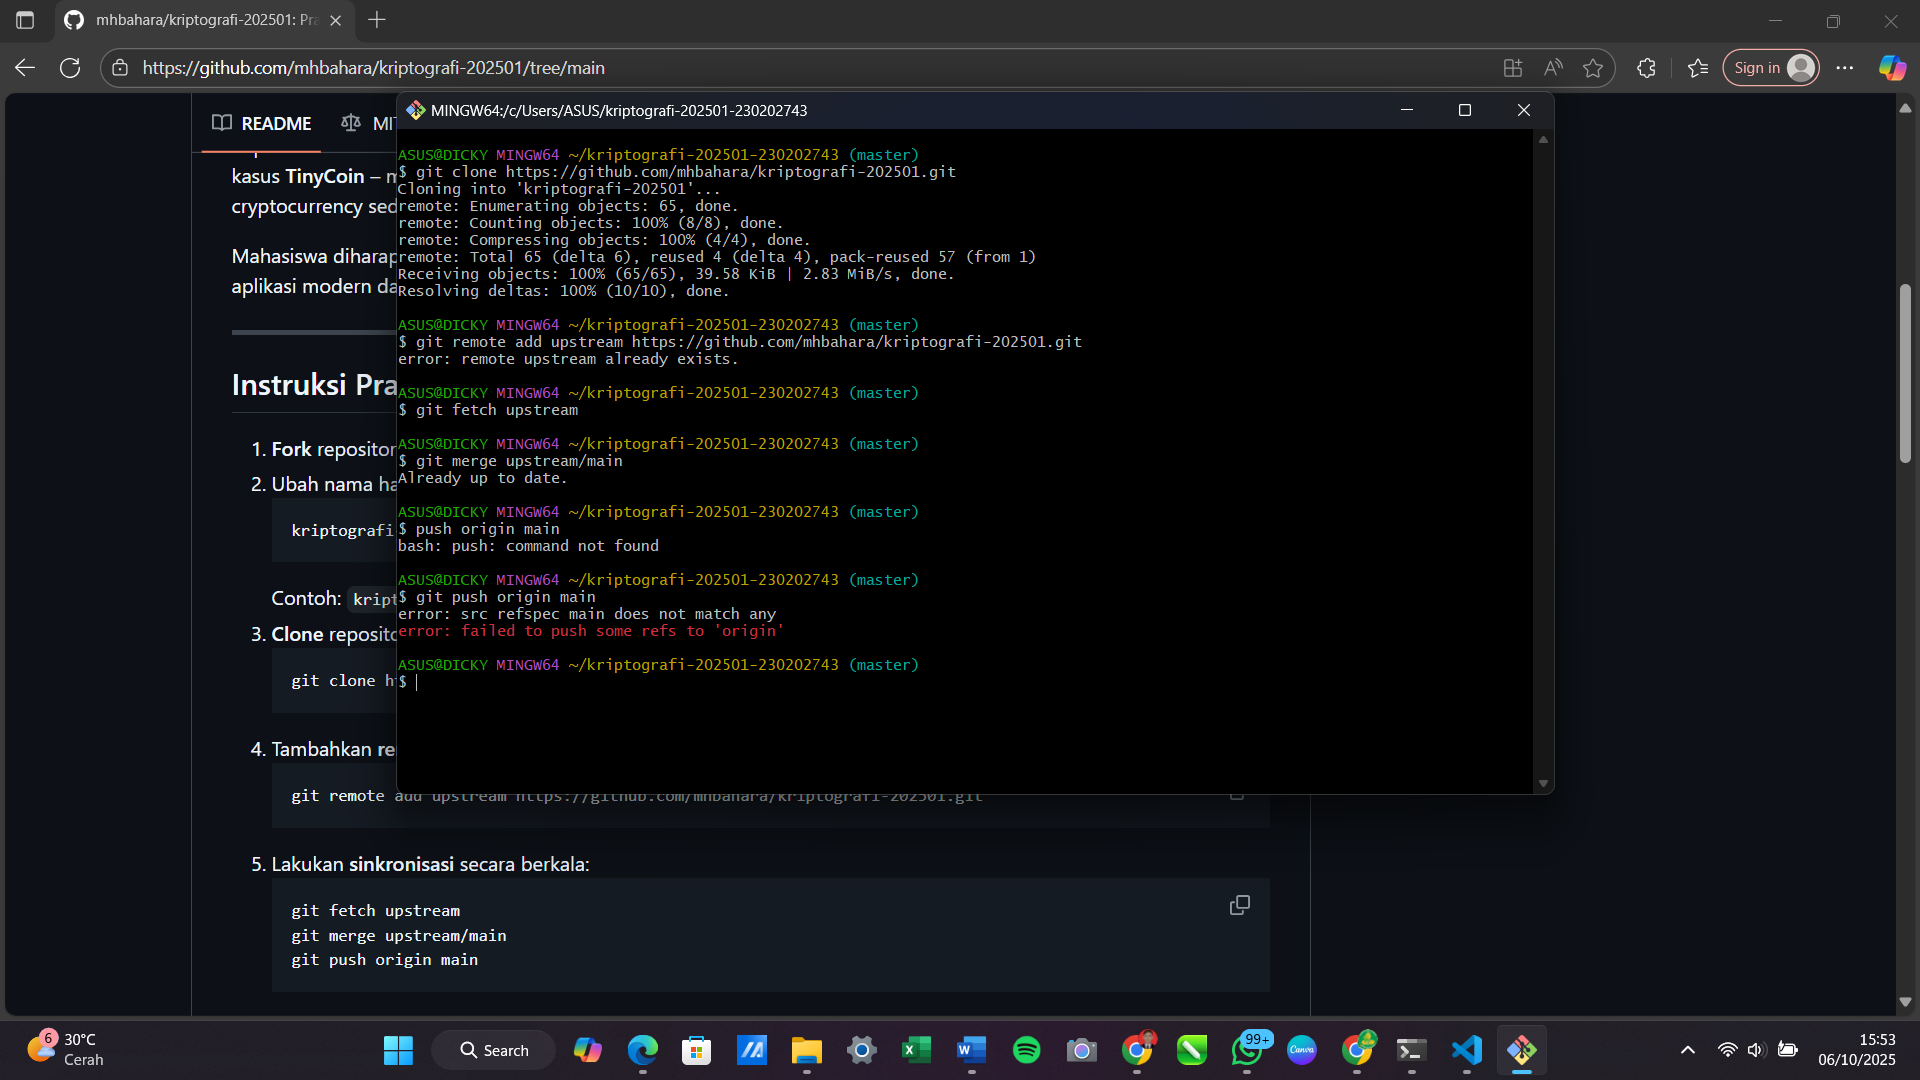 mhbahara/kriptografi-202501: Pra
https://github.com/mhbahara/kriptografi-202501/tree/main
Sign in
README
MIT
MINGW64:/c/Users/ASUS/kriptografi-202501-230202743
kasus TinyCoin –
cryptocurrency sed
Mahasiswa diharap
aplikasi modern da
Instruksi Pra
1. Fork repositor
2. Ubah nama ha
kriptografi
Contoh: kript
3. Clone reposito
git clone ht
4. Tambahkan re
git remote add upstream https://github.com/mhbahara/kriptografi-202501.git
5. Lakukan sinkronisasi secara berkala:
git fetch upstream
git merge upstream/main
git push origin main
ASUS@DICKY MINGW64 ~/kriptografi-202501-230202743 (master)
$ git clone https://github.com/mhbahara/kriptografi-202501.git
Cloning into 'kriptografi-202501'...
remote: Enumerating objects: 65, done.
remote: Counting objects: 100% (8/8), done.
remote: Compressing objects: 100% (4/4), done.
remote: Total 65 (delta 6), reused 4 (delta 4), pack-reused 57 (from 1)
Receiving objects: 100% (65/65), 39.58 KiB | 2.83 MiB/s, done.
Resolving deltas: 100% (10/10), done.
ASUS@DICKY MINGW64 ~/kriptografi-202501-230202743 (master)
$ git remote add upstream https://github.com/mhbahara/kriptografi-202501.git
error: remote upstream already exists.
ASUS@DICKY MINGW64 ~/kriptografi-202501-230202743 (master)
$ git fetch upstream
ASUS@DICKY MINGW64 ~/kriptografi-202501-230202743 (master)
$ git merge upstream/main
Already up to date.
ASUS@DICKY MINGW64 ~/kriptografi-202501-230202743 (master)
$ push origin main
bash: push: command not found
ASUS@DICKY MINGW64 ~/kriptografi-202501-230202743 (master)
$ git push origin main
error: src refspec main does not match any
error: failed to push some refs to 'origin'
ASUS@DICKY MINGW64 ~/kriptografi-202501-230202743 (master)
$
6
30°C
Cerah
Search
99+
Canva
15:53
06/10/2025